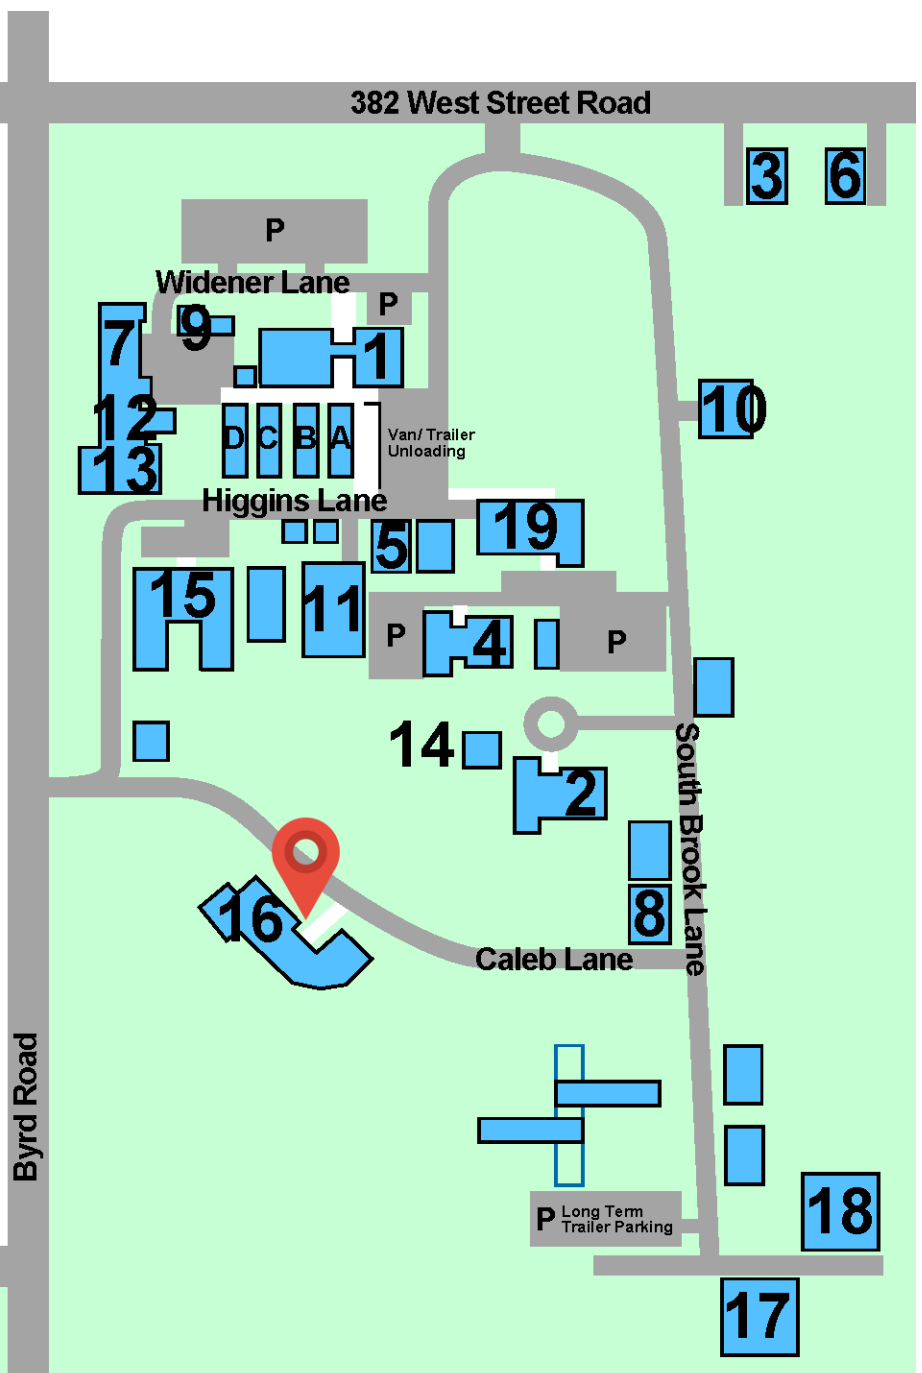 382 West Street Road
3
6
P
Widener Lane
P
9
7
1
10
12
D
C
B
A
Van/ Trailer
Unloading
13
Higgins Lane
19
5
15
11
P
4
P
14
South Brook Lane
2
8
16
Caleb Lane
Byrd Road
18
P
Long Term
Trailer Parking
17